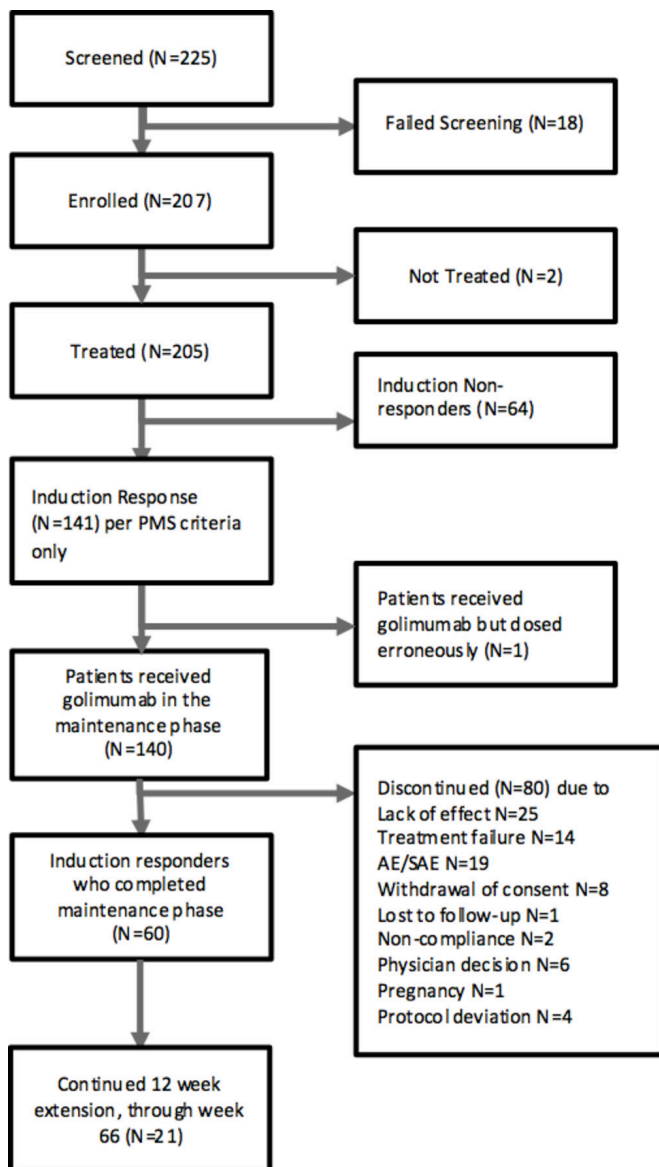 Screened (N=225)
Failed Screening (N=18)
Enrolled (N=207)
Not Treated (N=2)
Treated (N=205)
Induction Non-
responders (N=64)
Induction Response
(N=141) per PMS criteria
only
Patients received
golimumab but dosed
erroneously (N=1)
Patients received
golimumab in the
maintenance phase
(N=140)
Discontinued (N=80) due to
Lack of effect N=25
Treatment failure N=14
AE/SAE N=19
Withdrawal of consent N=8
Lost to follow-up N=1
Non-compliance N=2
Physician decision N=6
Pregnancy N=1
Protocol deviation N=4
Induction responders
who completed
maintenance phase
(N=60)
Continued 12 week
extension, through week
66 (N=21)